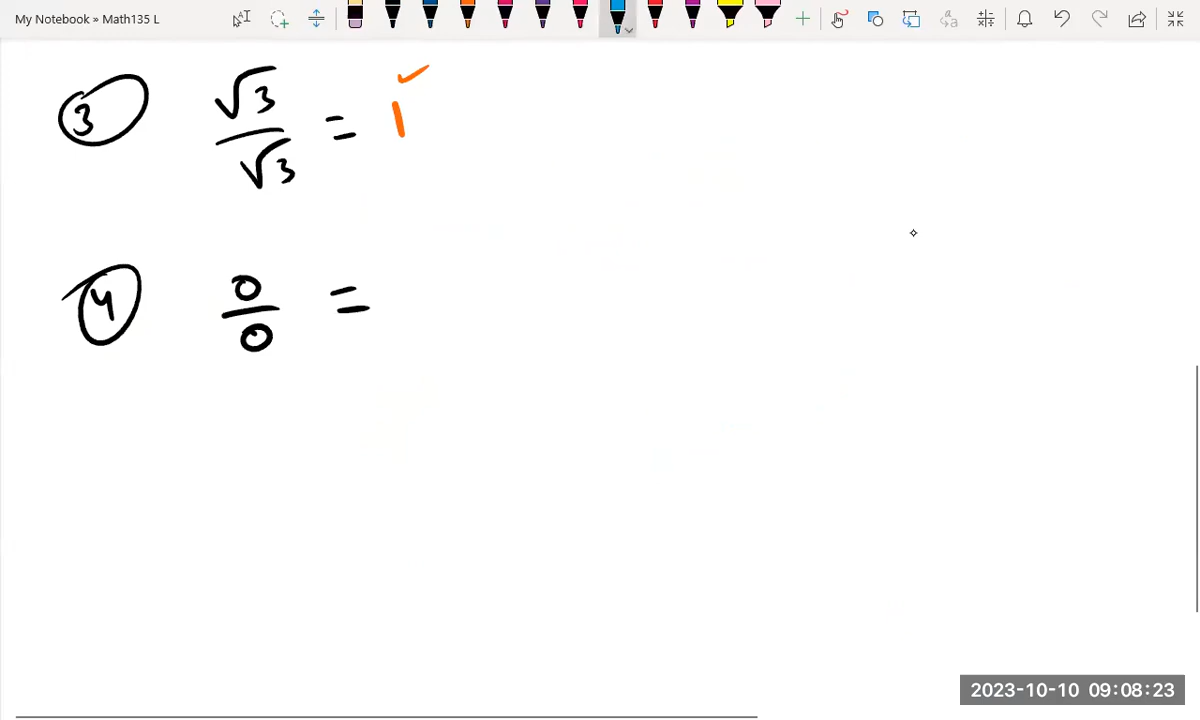 My Notebook » Math135 L
③ √3/√3 = 1 ✓
④ 0/0 =
2023-10-10 09:08:23